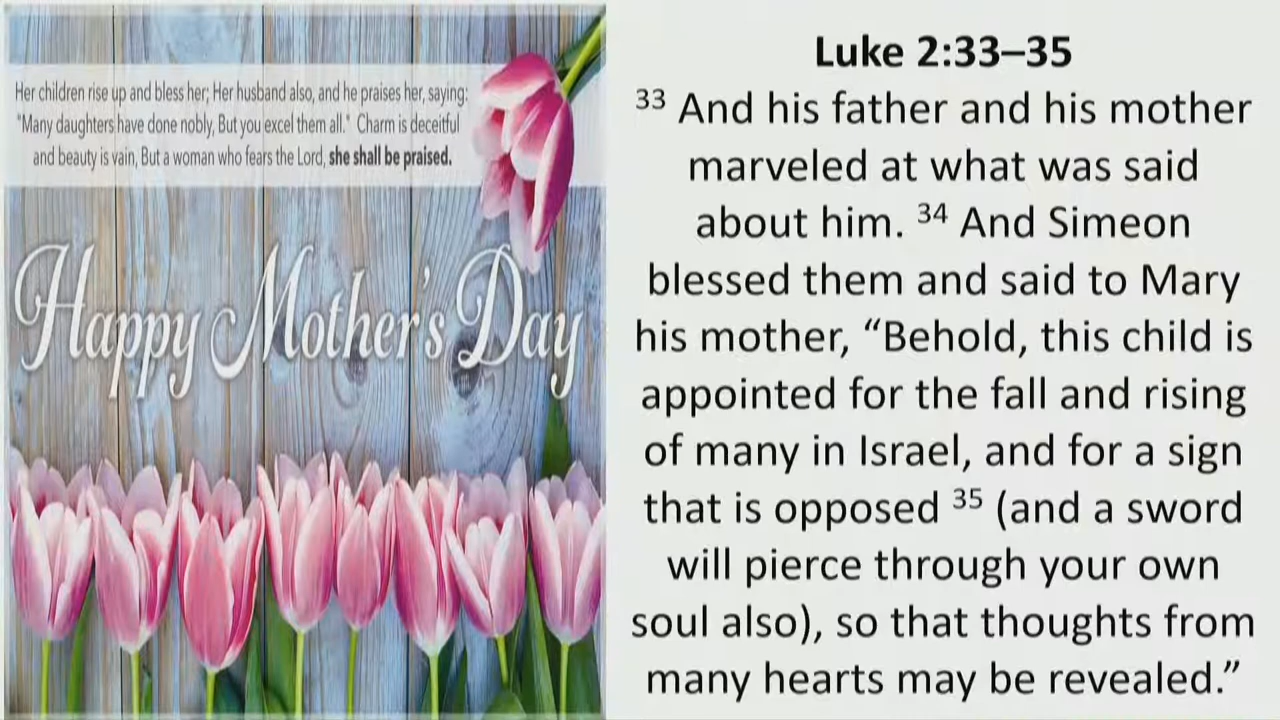 Her children rise up and bless her; Her husband also, and he praises her, saying:
"Many daughters have done nobly, But you excel them all." Charm is deceitful
and beauty is vain, But a woman who fears the Lord, she shall be praised.
Happy Mother's Day
Luke 2:33–35
33 And his father and his mother
marveled at what was said
about him. 34 And Simeon
blessed them and said to Mary
his mother, “Behold, this child is
appointed for the fall and rising
of many in Israel, and for a sign
that is opposed 35 (and a sword
will pierce through your own
soul also), so that thoughts from
many hearts may be revealed.”